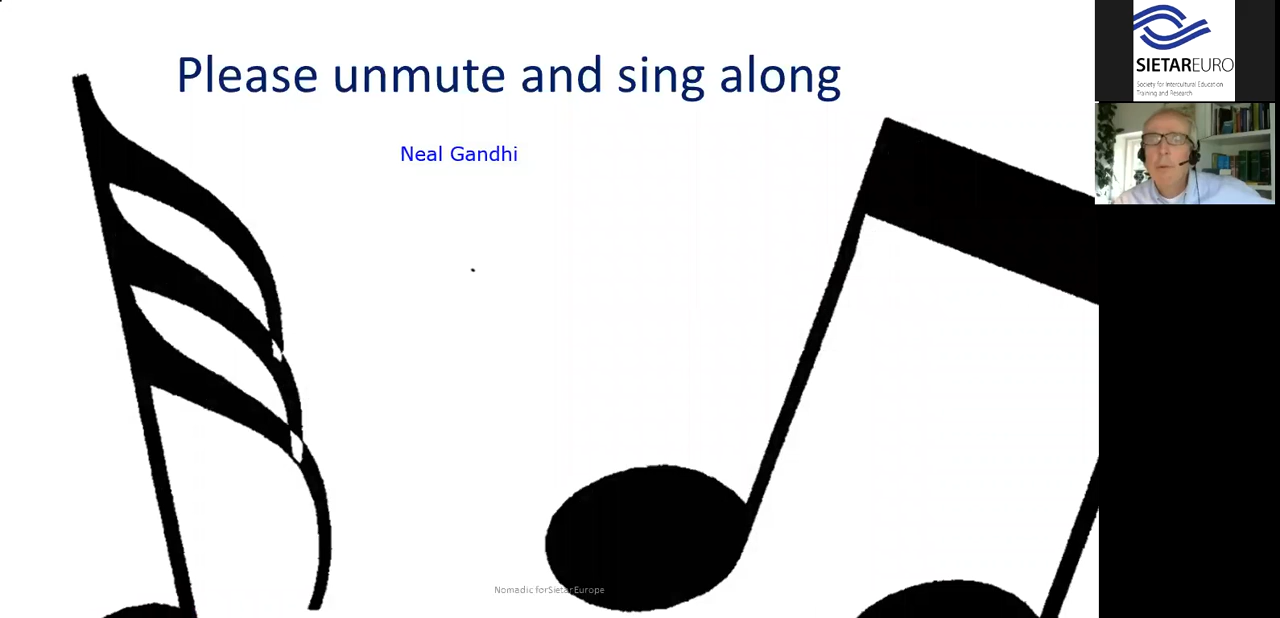 Please unmute and sing along
Neal Gandhi
Nomadic forSietar Europe
SIETAREURO
Society for Intercultural Education
Training and Research